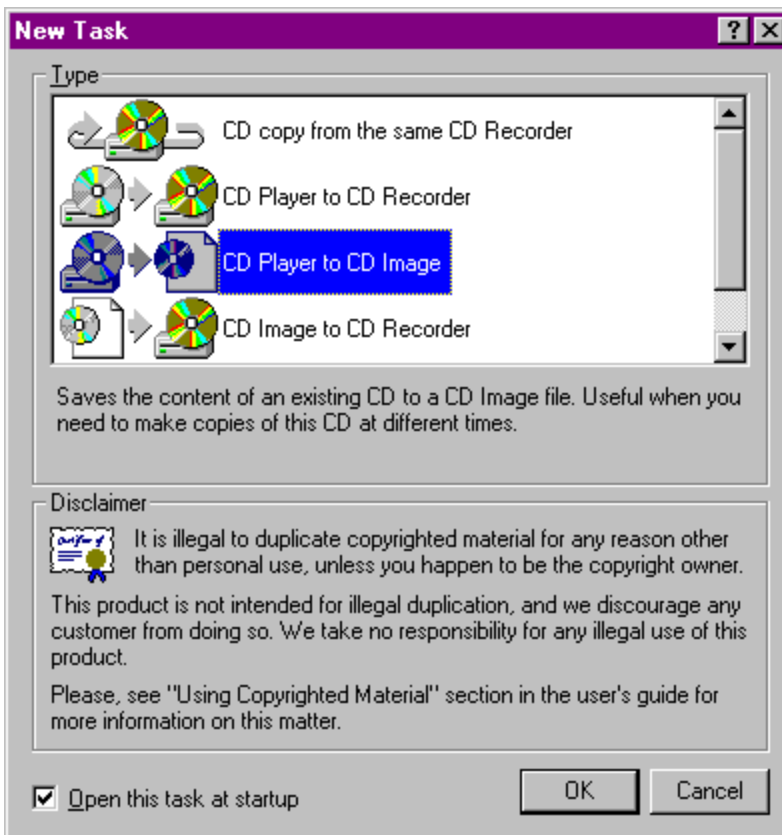 New Task
Type
CD copy from the same CD Recorder
CD Player to CD Recorder
CD Player to CD Image
CD Image to CD Recorder
Saves the content of an existing CD to a CD Image file. Useful when you
need to make copies of this CD at different times.
Disclaimer
It is illegal to duplicate copyrighted material for any reason other
than personal use, unless you happen to be the copyright owner.
This product is not intended for illegal duplication, and we discourage any
customer from doing so. We take no responsibility for any illegal use of this
product.
Please, see "Using Copyrighted Material" section in the user's guide for
more information on this matter.
Open this task at startup
OK
Cancel